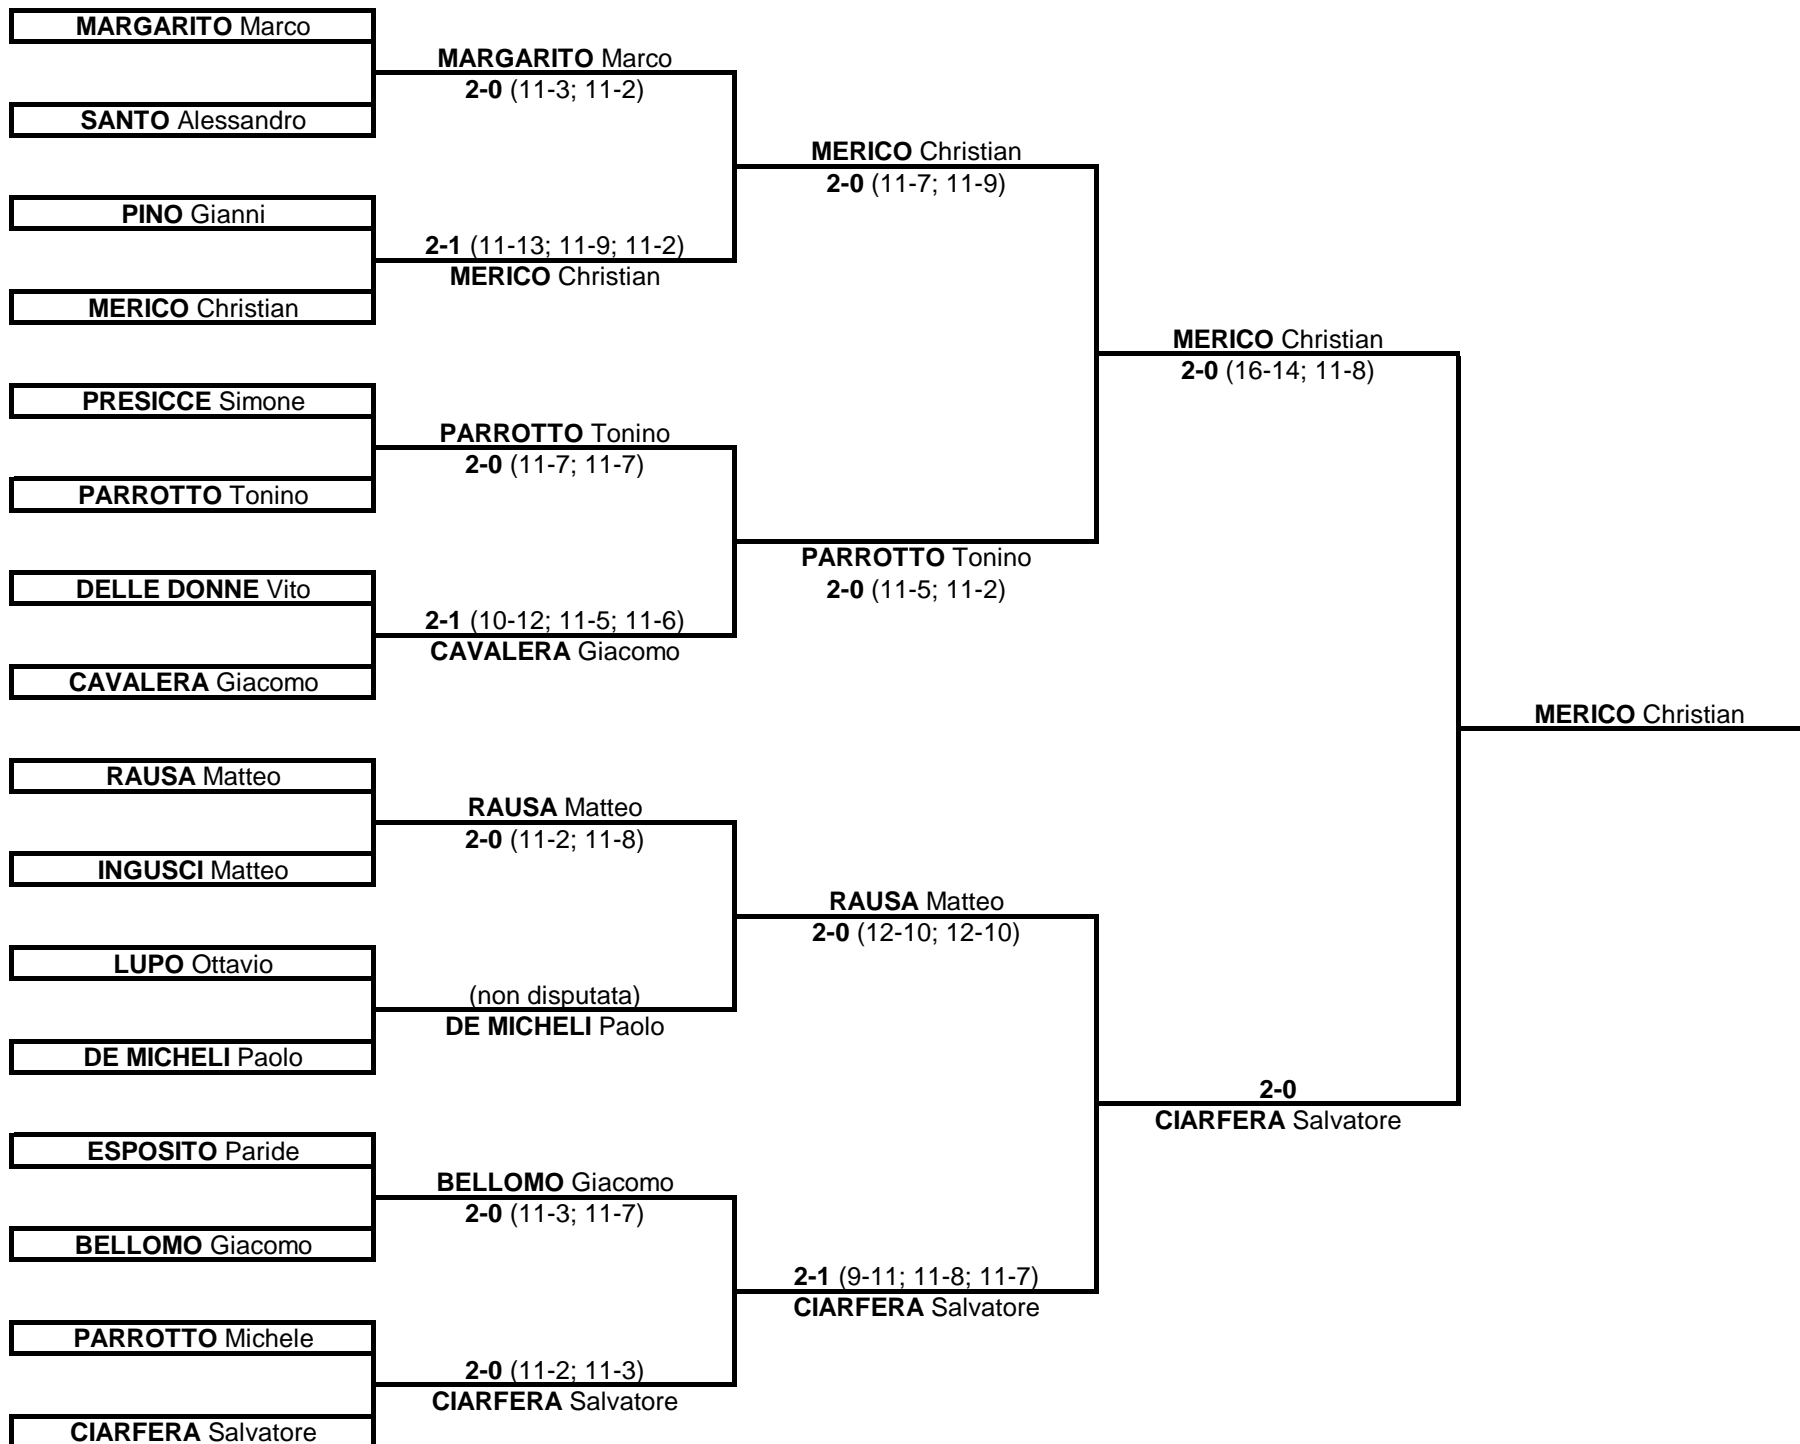 MARGARITO Marco
MARGARITO Marco
2-0 (11-3; 11-2)
SANTO Alessandro
MERICO Christian
2-0 (11-7; 11-9)
PINO Gianni
2-1 (11-13; 11-9; 11-2)
MERICO Christian
MERICO Christian
MERICO Christian
2-0 (16-14; 11-8)
PRESICCE Simone
PARROTTO Tonino
2-0 (11-7; 11-7)
PARROTTO Tonino
PARROTTO Tonino
2-0 (11-5; 11-2)
DELLE DONNE Vito
2-1 (10-12; 11-5; 11-6)
CAVALERA Giacomo
CAVALERA Giacomo
MERICO Christian
RAUSA Matteo
RAUSA Matteo
2-0 (11-2; 11-8)
INGUSCI Matteo
RAUSA Matteo
2-0 (12-10; 12-10)
LUPO Ottavio
(non disputata)
DE MICHELI Paolo
DE MICHELI Paolo
2-0
CIARFERA Salvatore
ESPOSITO Paride
BELLOMO Giacomo
2-0 (11-3; 11-7)
BELLOMO Giacomo
2-1 (9-11; 11-8; 11-7)
CIARFERA Salvatore
PARROTTO Michele
2-0 (11-2; 11-3)
CIARFERA Salvatore
CIARFERA Salvatore